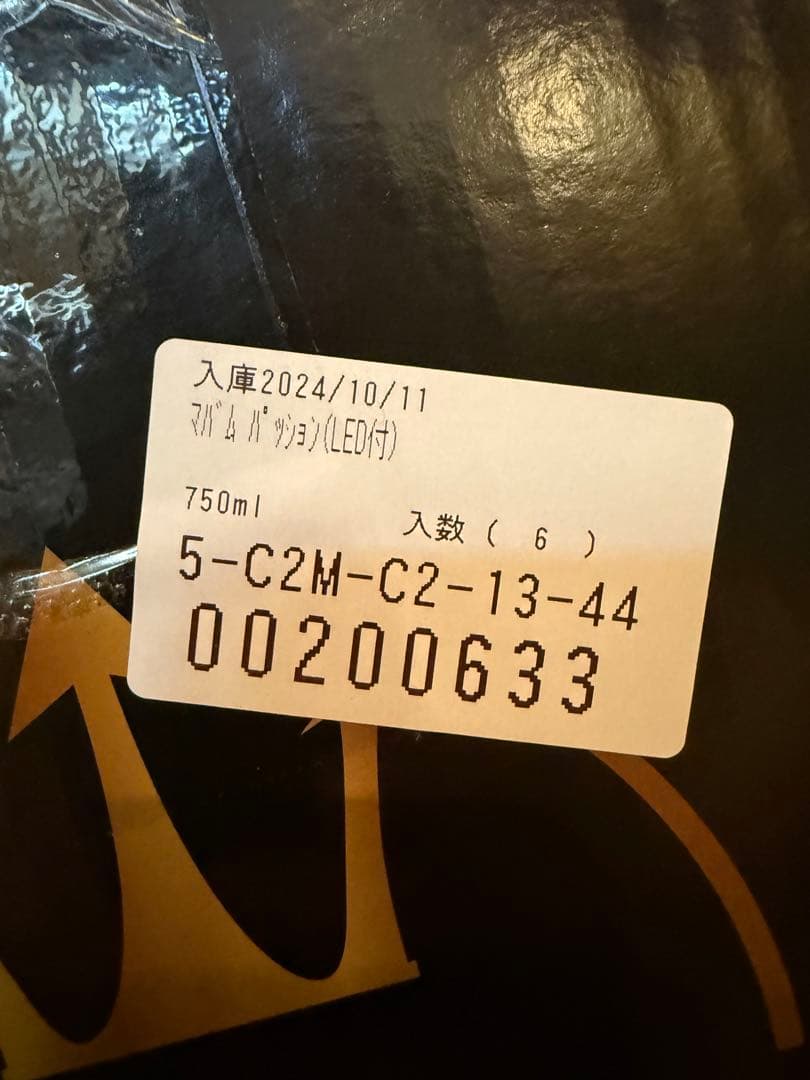 入庫2024/10/11
ﾏﾊﾞﾑ ﾊﾟｯｼｮﾝ(LED付)
750ml 入数 ( 6 )
5-C2M-C2-13-44
00200633